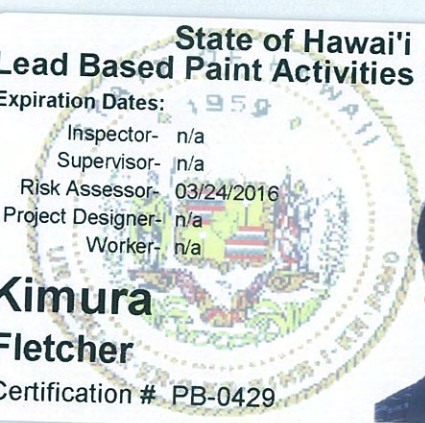 State of Hawai'i
Lead Based Paint Activities
Expiration Dates:
Inspector- n/a
Supervisor- n/a
Risk Assessor- 03/24/2016
Project Designer- n/a
Worker- n/a
Kimura
Fletcher
Certification # PB-0429
1959